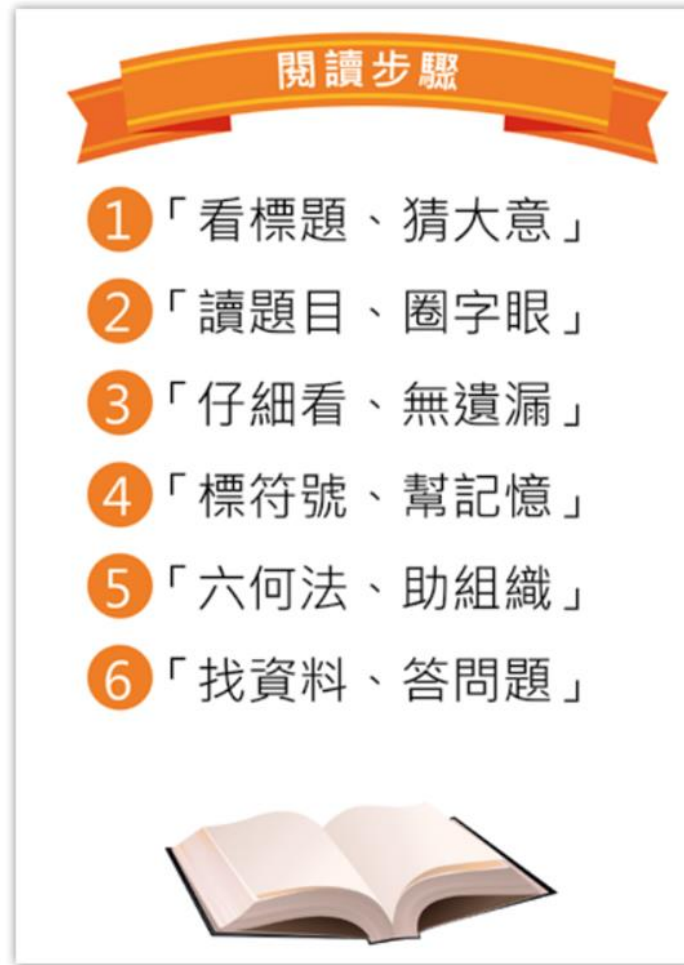 閱讀步驟
1「看標題、猜大意」
2「讀題目、圈字眼」
3「仔細看、無遺漏」
4「標符號、幫記憶」
5「六何法、助組織」
6「找資料、答問題」